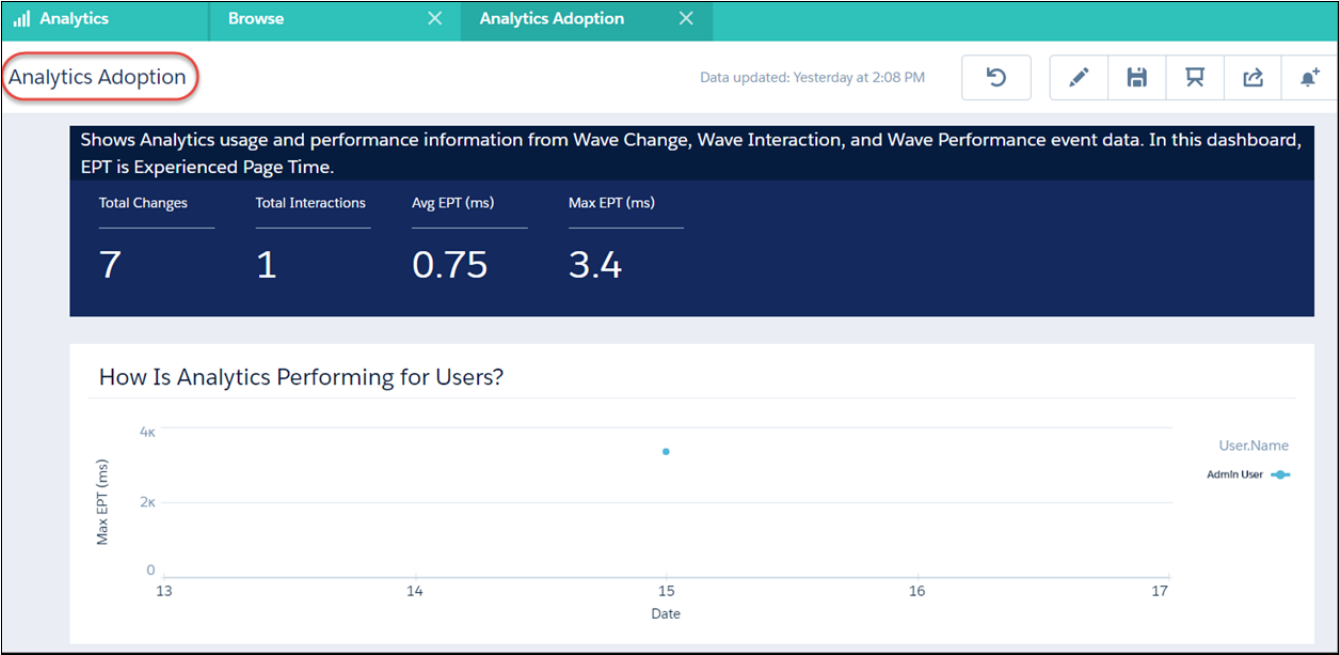 Analytics Browse Analytics Adoption
Analytics Adoption Data updated: Yesterday at 2:08 PM
Shows Analytics usage and performance information from Wave Change, Wave Interaction, and Wave Performance event data. In this dashboard,
EPT is Experienced Page Time.
Total Changes Total Interactions Avg EPT (ms) Max EPT (ms)
7 1 0.75 3.4
How Is Analytics Performing for Users?
4K
User.Name
Admin User
Max EPT (ms)
2K
0
13 14 15 16 17
Date